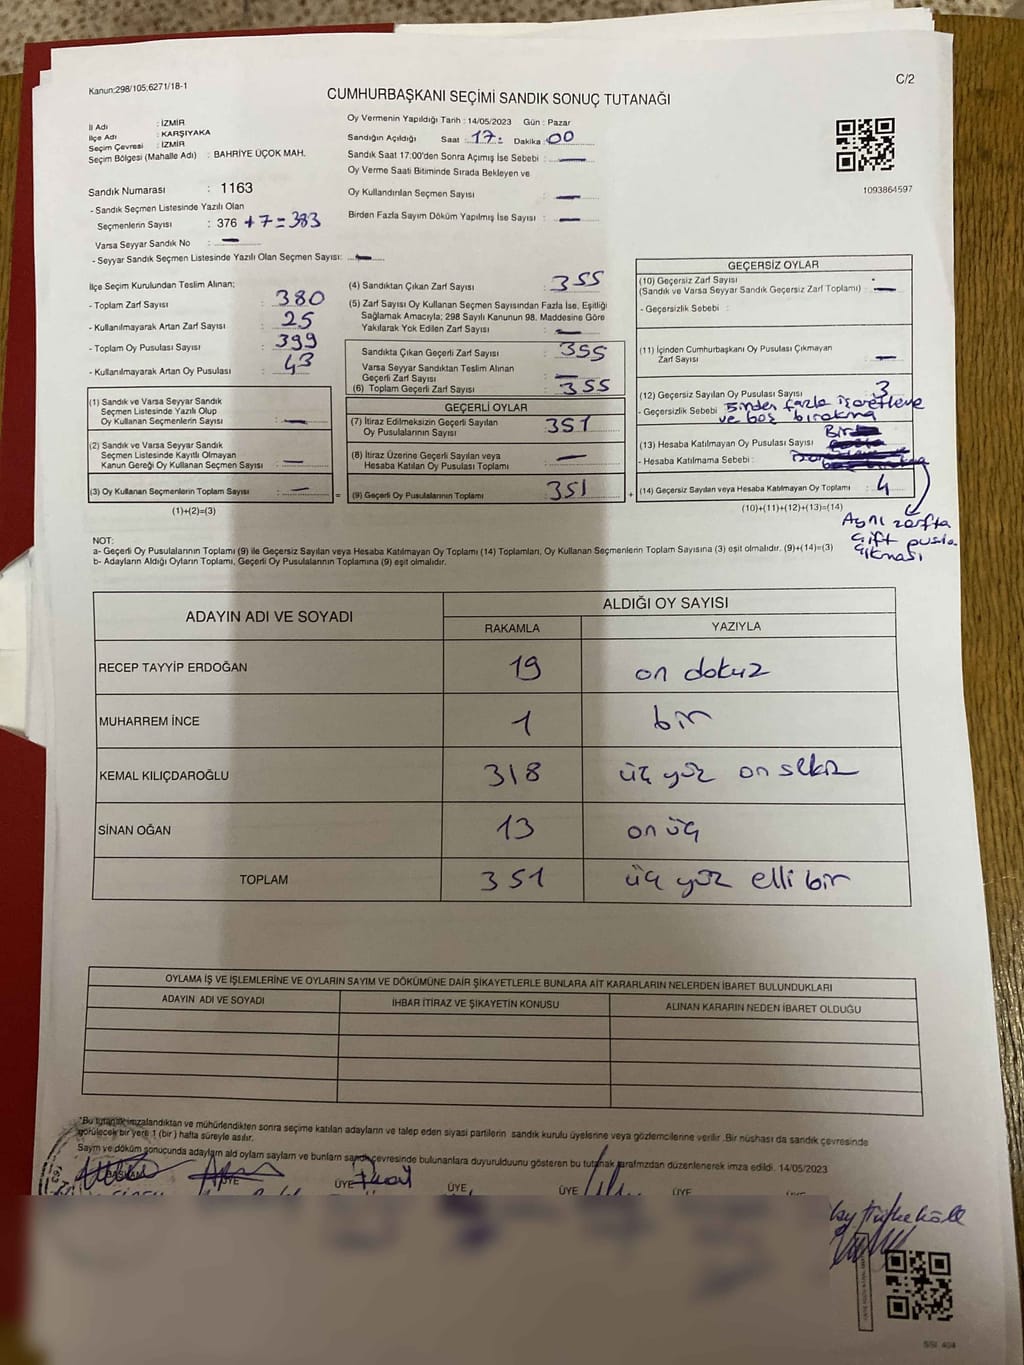 Kanun;298/105;6271/18-1
C/2
CUMHURBAŞKANI SEÇİMİ SANDIK SONUÇ TUTANAĞI
İl Adı : İZMİR
İlçe Adı : KARŞIYAKA
Seçim Çevresi : İZMİR
Seçim Bölgesi (Mahalle Adı) : BAHRİYE ÜÇOK MAH.
Sandık Numarası : 1163
- Sandık Seçmen Listesinde Yazılı Olan
Seçmenlerin Sayısı : 376 +7=383
Varsa Seyyar Sandık No : —
- Seyyar Sandık Seçmen Listesinde Yazılı Olan Seçmen Sayısı: —
Oy Vermenin Yapıldığı Tarih : 14/05/2023 Gün : Pazar
Sandığın Açıldığı Saat : 17: Dakika : 00
Sandık Saat 17:00'den Sonra Açımış İse Sebebi : —
Oy Verme Saati Bitiminde Sırada Bekleyen ve
Oy Kullandırılan Seçmen Sayısı : —
Birden Fazla Sayım Döküm Yapılmış İse Sayısı : —
1093864597
İlçe Seçim Kurulundan Teslim Alınan;
- Toplam Zarf Sayısı : 380
- Kullanılmayarak Artan Zarf Sayısı : 25
- Toplam Oy Pusulası Sayısı : 399
- Kullanılmayarak Artan Oy Pusulası : 43
(1) Sandık ve Varsa Seyyar Sandık
Seçmen Listesinde Yazılı Olup
Oy Kullanan Seçmenlerin Sayısı : —
(2) Sandık ve Varsa Seyyar Sandık
Seçmen Listesinde Kayıtlı Olmayan
Kanun Gereği Oy Kullanan Seçmen Sayısı : —
(3) Oy Kullanan Seçmenlerin Toplam Sayısı : —
(1)+(2)=(3)
(4) Sandıktan Çıkan Zarf Sayısı : 355
(5) Zarf Sayısı Oy Kullanan Seçmen Sayısından Fazla İse, Eşitliği
Sağlamak Amacıyla; 298 Sayılı Kanunun 98. Maddesine Göre
Yakılarak Yok Edilen Zarf Sayısı : —
Sandıkta Çıkan Geçerli Zarf Sayısı : 355
Varsa Seyyar Sandıktan Teslim Alınan
Geçerli Zarf Sayısı : —
(6) Toplam Geçerli Zarf Sayısı : 355
GEÇERLİ OYLAR
(7) İtiraz Edilmeksizin Geçerli Sayılan
Oy Pusulalarının Sayısı : 351
(8) İtiraz Üzerine Geçerli Sayılan veya
Hesaba Katılan Oy Pusulası Toplamı : —
= (9) Geçerli Oy Pusulalarının Toplamı : 351 +
GEÇERSİZ OYLAR
(10) Geçersiz Zarf Sayısı : —
(Sandık ve Varsa Seyyar Sandık Geçersiz Zarf Toplamı)
- Geçersizlik Sebebi :
(11) İçinden Cumhurbaşkanı Oy Pusulası Çıkmayan
Zarf Sayısı : —
(12) Geçersiz Sayılan Oy Pusulası Sayısı : 3
- Geçersizlik Sebebi : Birden fazla işaretleme
ve boş bırakma
(13) Hesaba Katılmayan Oy Pusulası Sayısı : Bir
- Hesaba Katılmama Sebebi :
(14) Geçersiz Sayılan veya Hesaba Katılmayan Oy Toplamı : 4
(10)+(11)+(12)+(13)=(14)
Aynı zarfta
çift pusla
çıkması
NOT:
a- Geçerli Oy Pusulalarının Toplamı (9) ile Geçersiz Sayılan veya Hesaba Katılmayan Oy Toplamı (14) Toplamları, Oy Kullanan Seçmenlerin Toplam Sayısına (3) eşit olmalıdır. (9)+(14)=(3)
b- Adayların Aldığı Oyların Toplamı, Geçerli Oy Pusulalarının Toplamına (9) eşit olmalıdır.
ADAYIN ADI VE SOYADI ALDIĞI OY SAYISI
RAKAMLA YAZIYLA
RECEP TAYYİP ERDOĞAN 19 on dokuz
MUHARREM İNCE 1 bir
KEMAL KILIÇDAROĞLU 318 üç yüz on sekiz
SİNAN OĞAN 13 on üç
TOPLAM 351 üç yüz elli bir
OYLAMA İŞ VE İŞLEMLERİNE VE OYLARIN SAYIM VE DÖKÜMÜNE DAİR ŞİKAYETLERLE BUNLARA AİT KARARLARIN NELERDEN İBARET BULUNDUKLARI
ADAYIN ADI VE SOYADI İHBAR İTİRAZ VE ŞİKAYETİN KONUSU ALINAN KARARIN NEDEN İBARET OLDUĞU
*Bu tutanak imzalandıktan ve mühürlendikten sonra seçime katılan adayların ve talep eden siyasi partilerin sandık kurulu üyelerine veya gözlemcilerine verilir. Bir nüshası da sandık çevresinde
görülecek bir yere 1 (bir) hafta süreyle asılır.
Sayım ve döküm sonucunda adayların ald oyların sayların ve bunların sandık çevresinde bulunanlara duyurulduunu gösteren bu tutanak tarafmzdan düzenlenerek imza edildi. 14/05/2023
BAŞKAN ÜYE ÜYE ÜYE ÜYE ÜYE
SSI 404